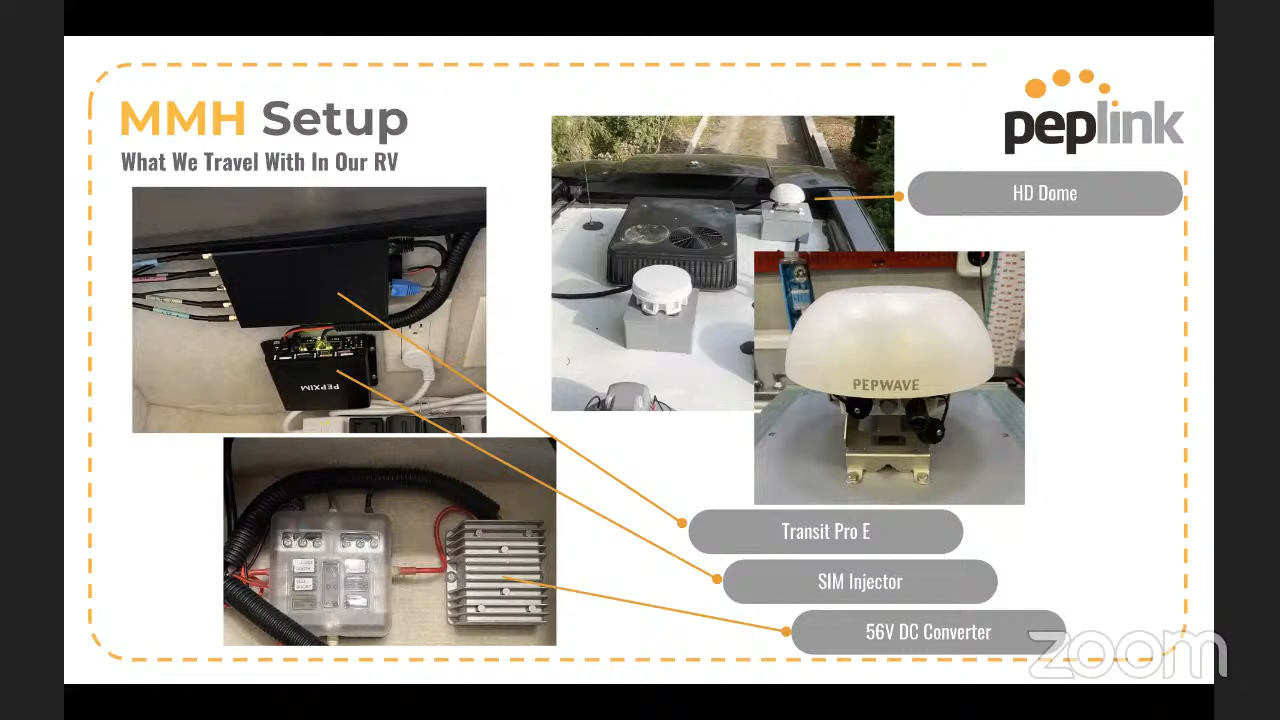 MMH Setup
What We Travel With In Our RV
peplink
HD Dome
PEPXIM
PEPWAVE
Transit Pro E
SIM Injector
56V DC Converter
zoom